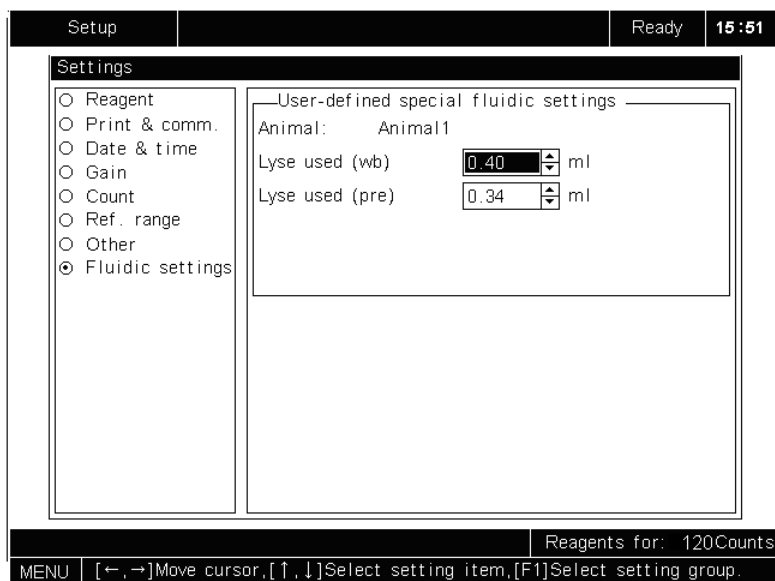 Setup Ready 15:51
Settings
Reagent
Print & comm.
Date & time
Gain
Count
Ref. range
Other
Fluidic settings
User-defined special fluidic settings
Animal: Animal1
Lyse used (wb) 0.40 ml
Lyse used (pre) 0.34 ml
Reagents for: 120Counts
MENU [←,→]Move cursor,[↑,↓]Select setting item,[F1]Select setting group.